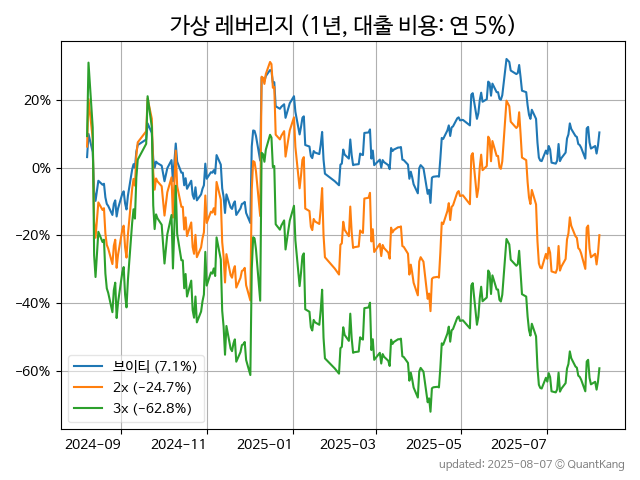 가상 레버리지 (1년, 대출 비용: 연 5%)
20%
0%
−20%
−40%
−60%
브이티 (7.1%)
2x (−24.7%)
3x (−62.8%)
2024-09
2024-11
2025-01
2025-03
2025-05
2025-07
updated: 2025-08-07 © QuantKang